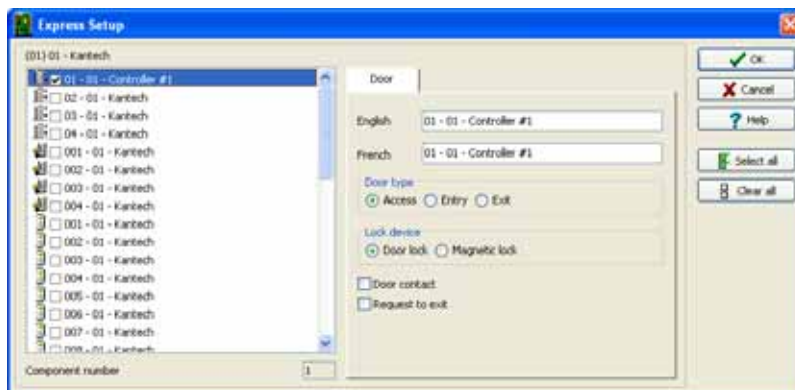 Express Setup
(01) 01 - Kantech
01 - 01 - Controller #1
02 - 01 - Kantech
03 - 01 - Kantech
04 - 01 - Kantech
001 - 01 - Kantech
002 - 01 - Kantech
003 - 01 - Kantech
004 - 01 - Kantech
001 - 01 - Kantech
002 - 01 - Kantech
003 - 01 - Kantech
004 - 01 - Kantech
005 - 01 - Kantech
006 - 01 - Kantech
007 - 01 - Kantech
008 - 01 - Kantech
Component number 1
Door
English 01 - 01 - Controller #1
French 01 - 01 - Controller #1
Door type
Access Entry Exit
Lock device
Door lock Magnetic lock
Door contact
Request to exit
OK
Cancel
Help
Select all
Clear all